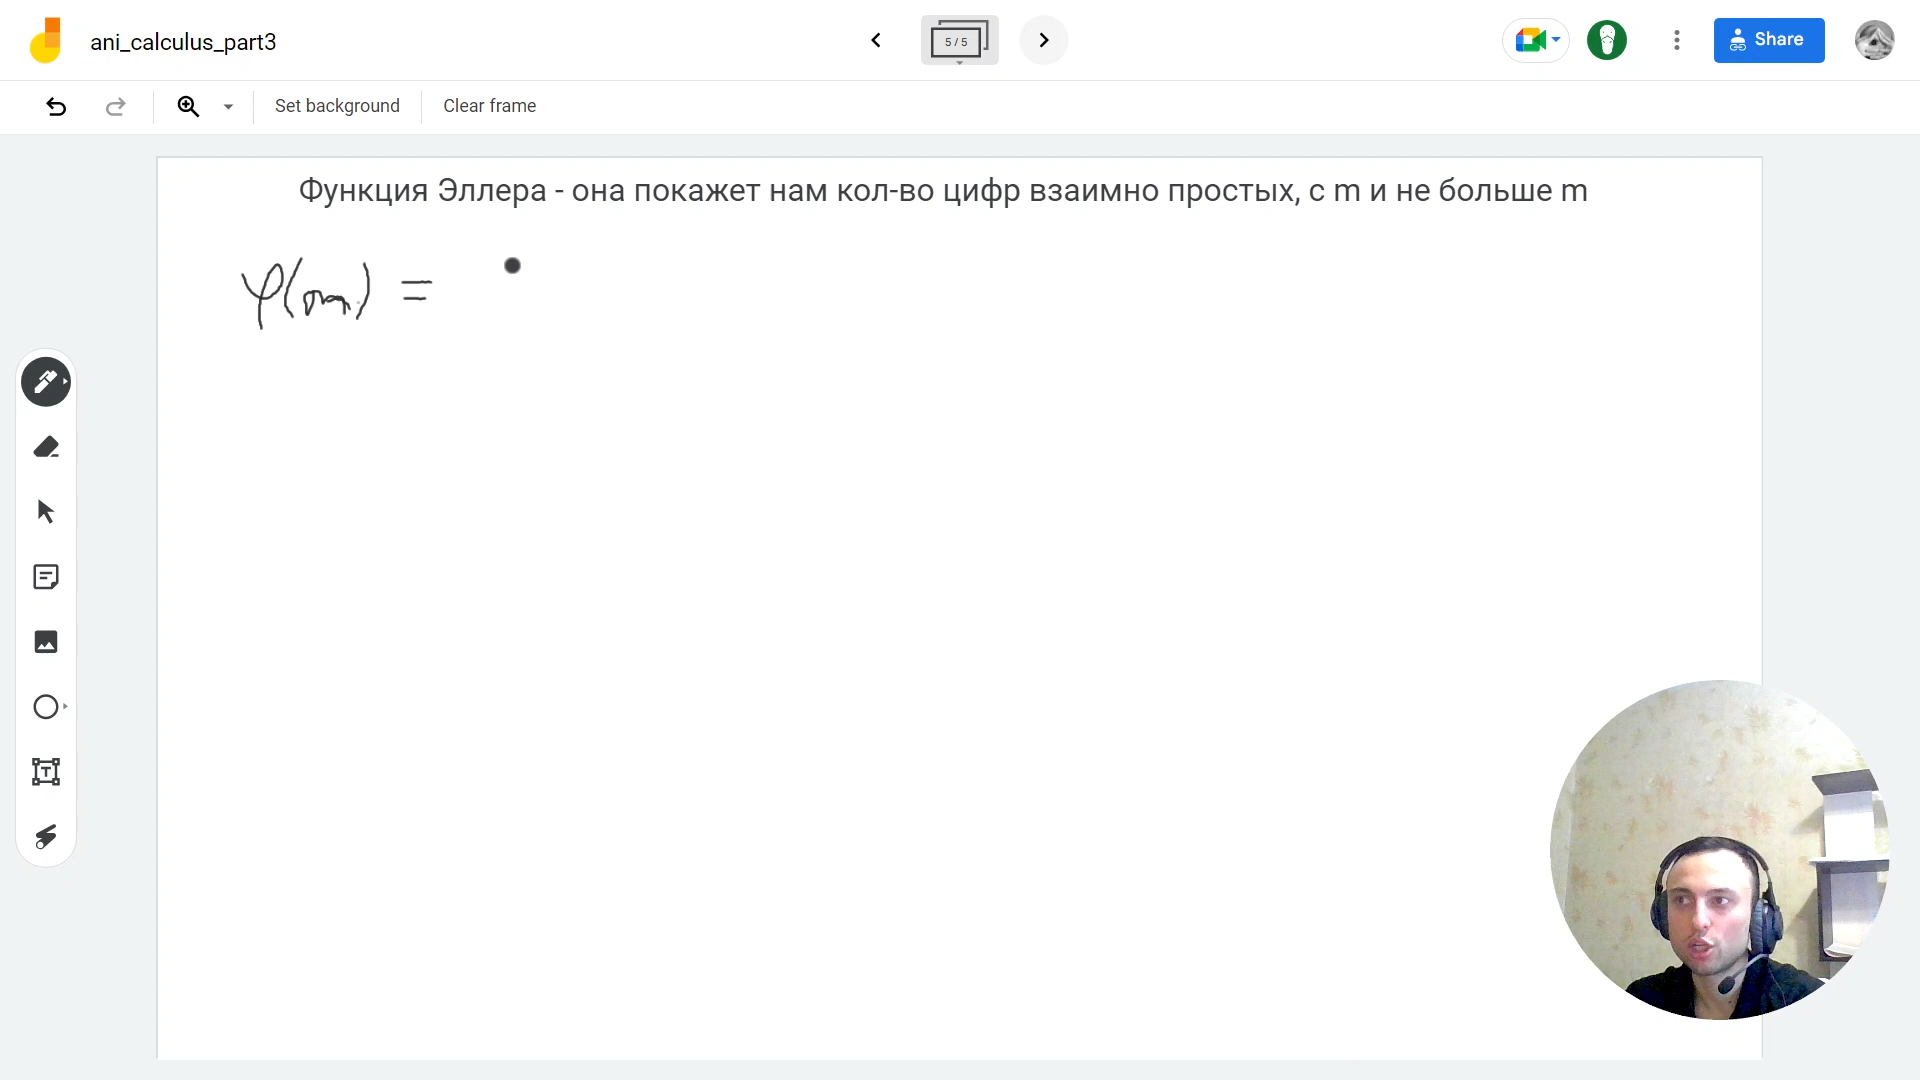 ani_calculus_part3
5 / 5
Share
Set background
Clear frame
Функция Эллера - она покажет нам кол-во цифр взаимно простых, с m и не больше m
φ(m) =